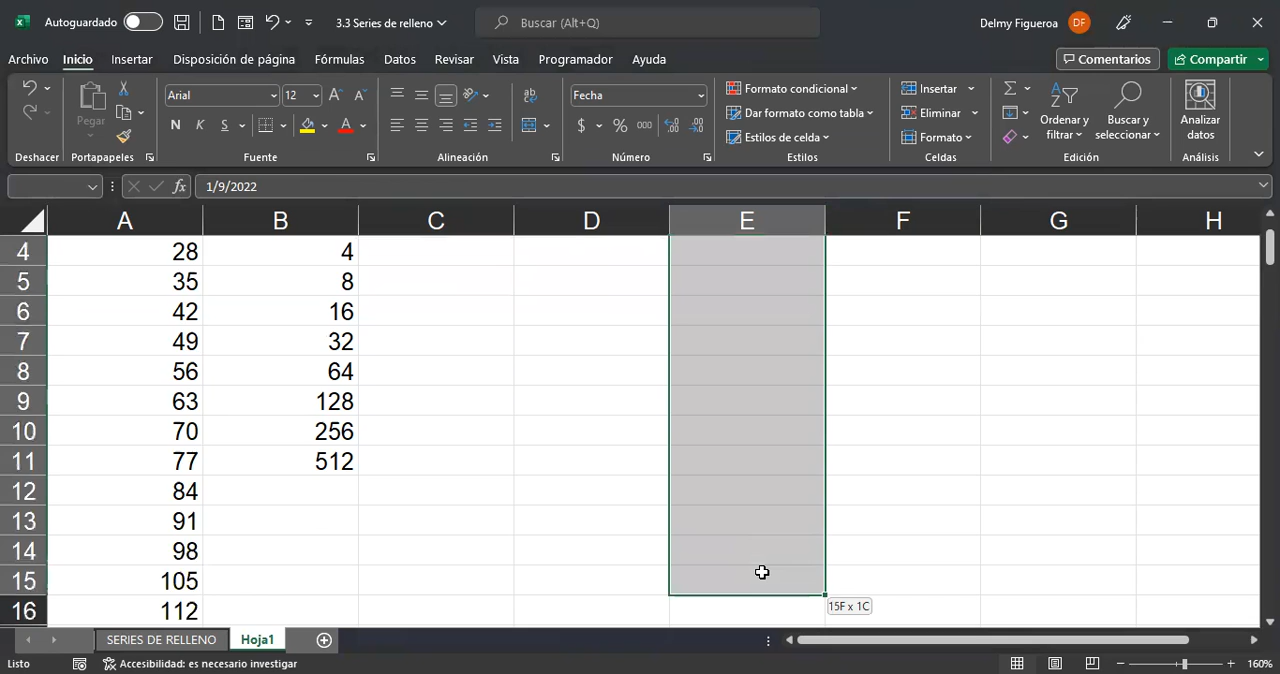 Autoguardado 3.3 Series de relleno Buscar (Alt+Q) Delmy Figueroa DF
Archivo Inicio Insertar Disposición de página Fórmulas Datos Revisar Vista Programador Ayuda Comentarios Compartir
Pegar
Arial 12
N K S
Fecha
$ % 000
Formato condicional
Dar formato como tabla
Estilos de celda
Insertar
Eliminar
Formato
Ordenar y filtrar
Buscar y seleccionar
Analizar datos
Deshacer Portapapeles Fuente Alineación Número Estilos Celdas Edición Análisis
fx 1/9/2022
A B C D E F G H
4 28 4
5 35 8
6 42 16
7 49 32
8 56 64
9 63 128
10 70 256
11 77 512
12 84
13 91
14 98
15 105
15F x 1C
16 112
SERIES DE RELLENO Hoja1
Listo Accesibilidad: es necesario investigar 160%